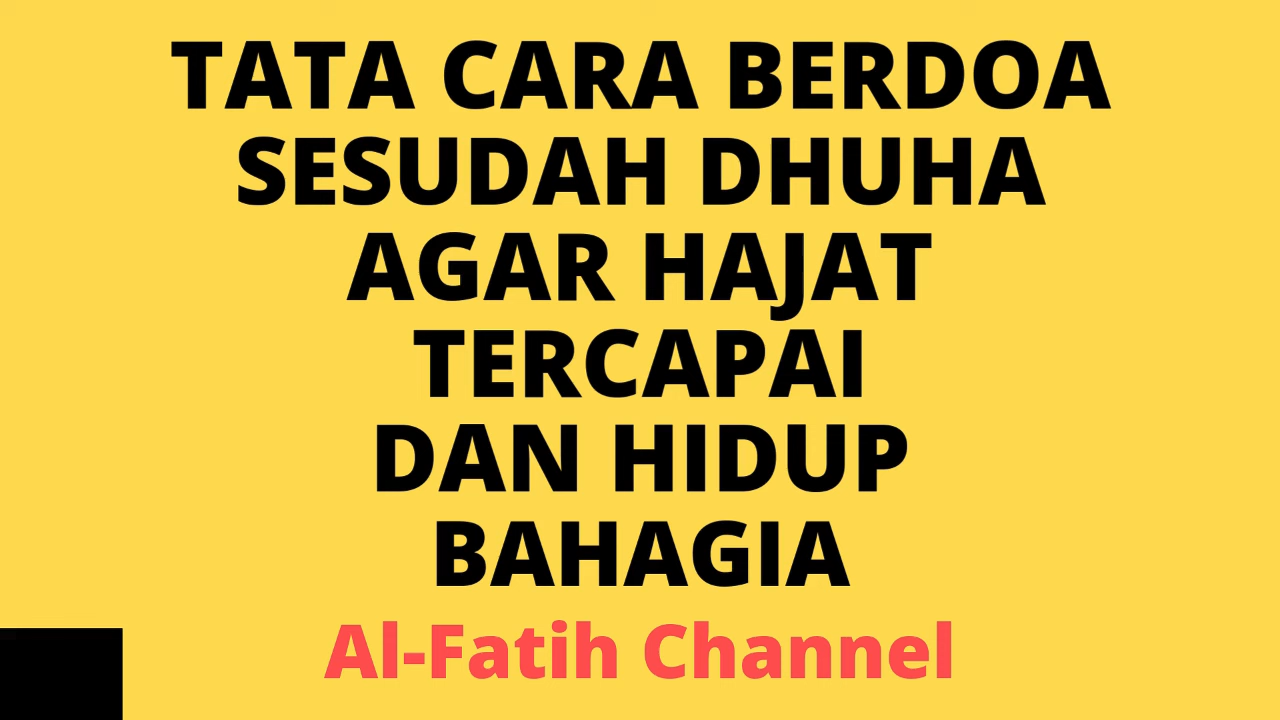 TATA CARA BERDOA
SESUDAH DHUHA
AGAR HAJAT
TERCAPAI
DAN HIDUP
BAHAGIA
Al-Fatih Channel